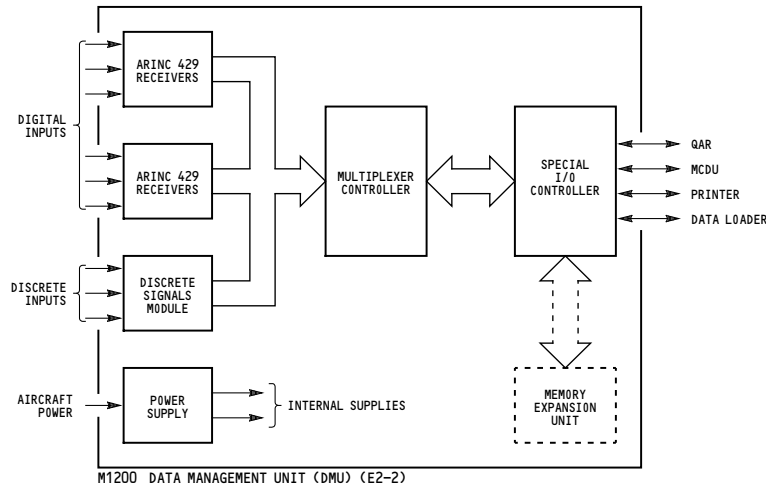 ARINC 429
RECEIVERS
DIGITAL
INPUTS
ARINC 429
RECEIVERS
MULTIPLEXER
CONTROLLER
SPECIAL
I/O
CONTROLLER
QAR
MCDU
PRINTER
DATA LOADER
DISCRETE
INPUTS
DISCRETE
SIGNALS
MODULE
AIRCRAFT
POWER
POWER
SUPPLY
INTERNAL SUPPLIES
MEMORY
EXPANSION
UNIT
M1200 DATA MANAGEMENT UNIT (DMU) (E2-2)